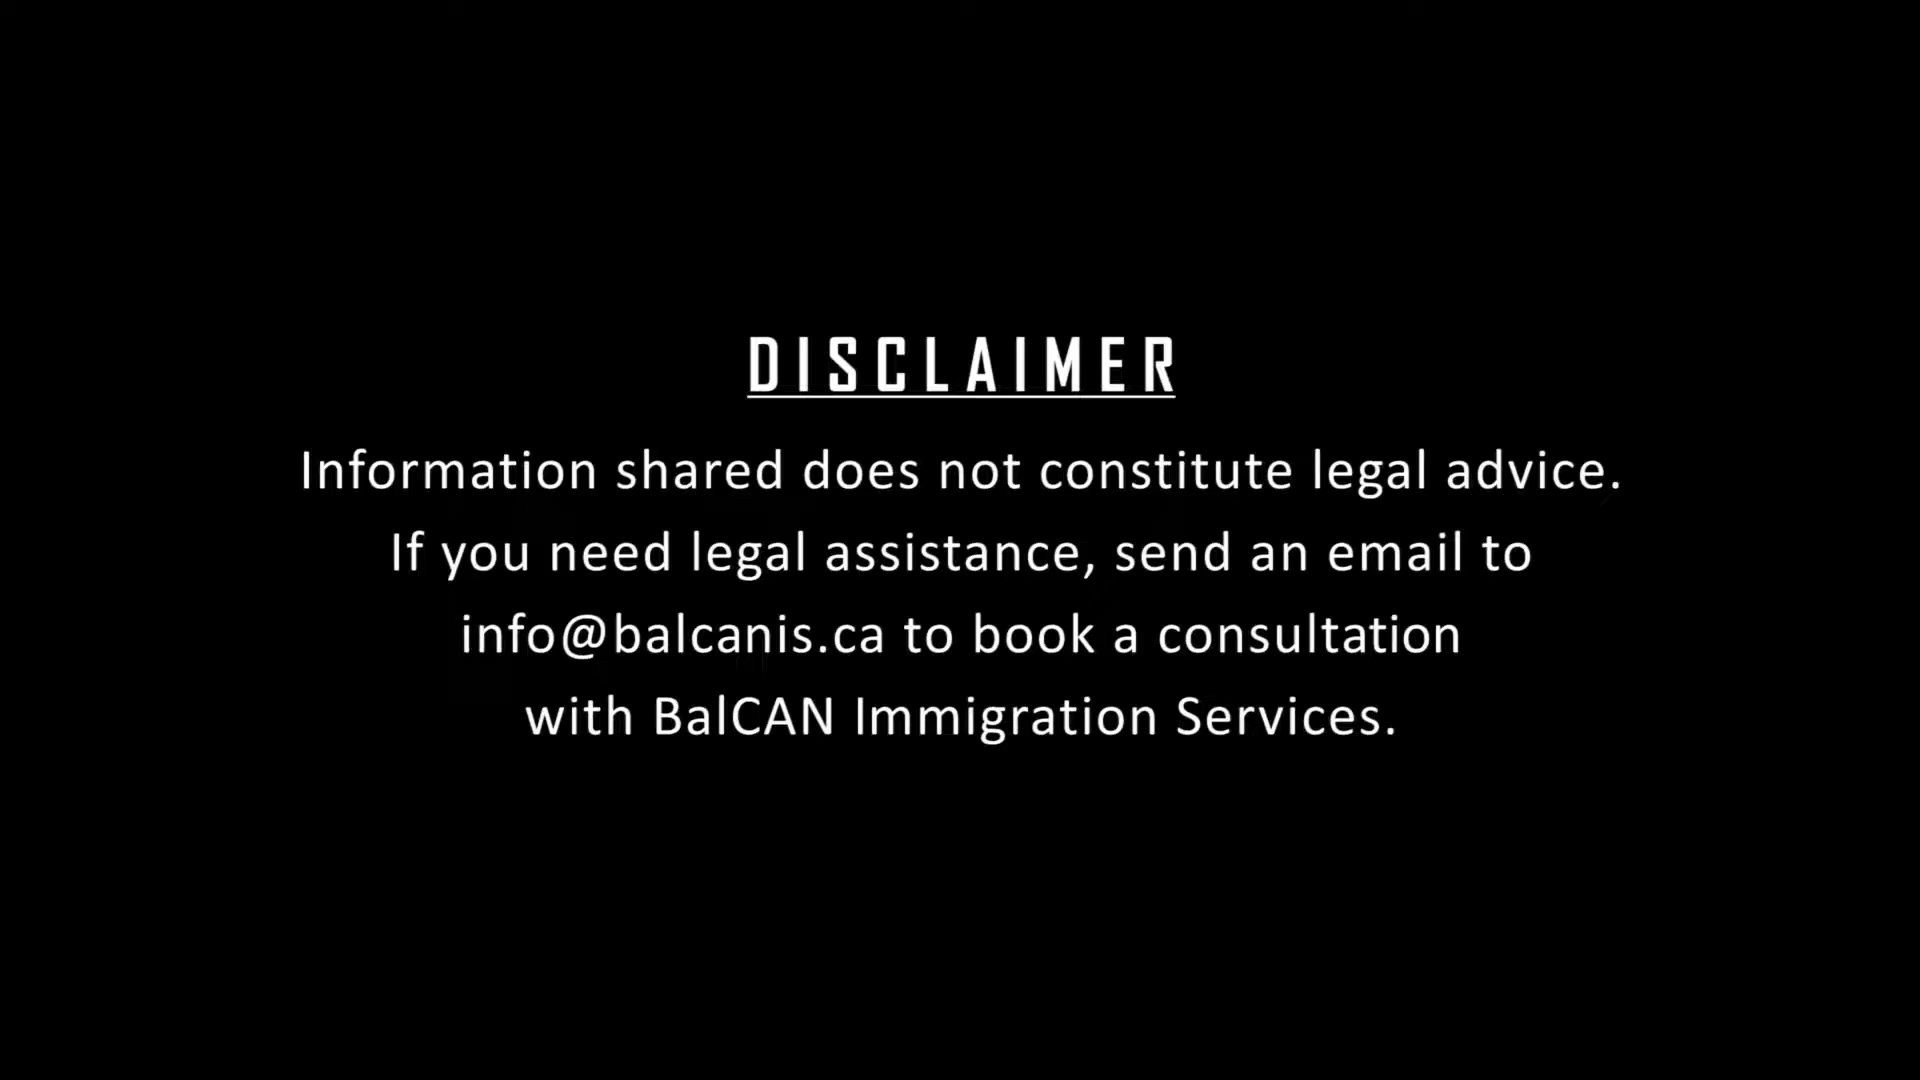 DISCLAIMER
Information shared does not constitute legal advice.
If you need legal assistance, send an email to
info@balcanis.ca to book a consultation
with BalCAN Immigration Services.